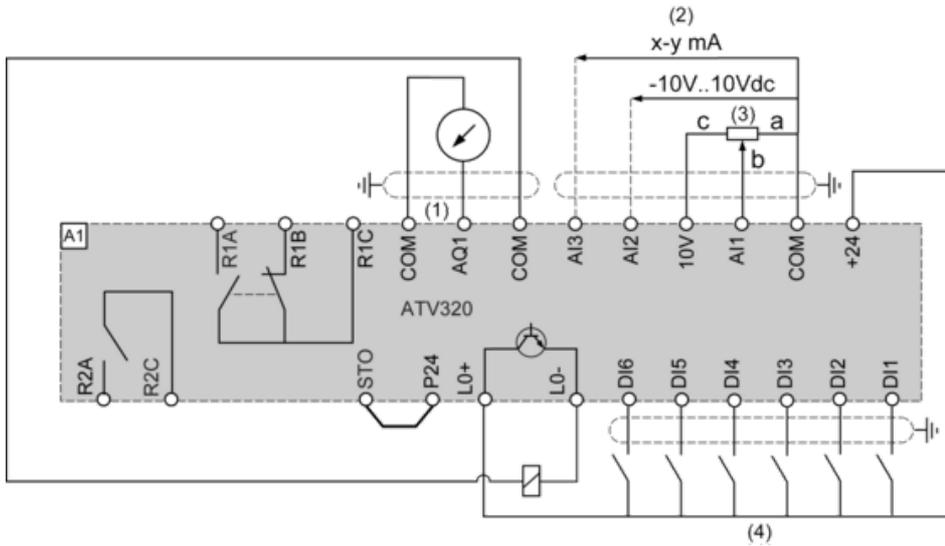 (2)
x-y mA
-10V..10Vdc
c (3) a
b
(1)
A1
R1A R1B R1C COM AQ1 COM AI3 AI2 10V AI1 COM +24
ATV320
R2A R2C STO P24 L0+ L0- DI6 DI5 DI4 DI3 DI2 DI1
(4)